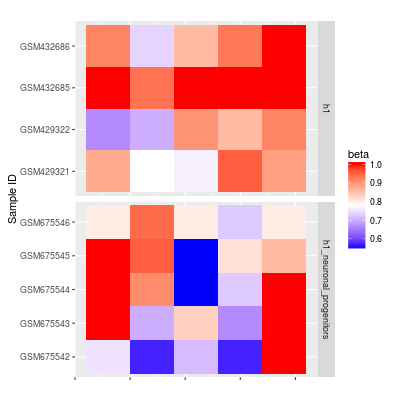 GSM432686
GSM432685
GSM429322
GSM429321
h1
GSM675546
GSM675545
GSM675544
GSM675543
GSM675542
h1_neuronal_progenitors
Sample ID
beta
1.0
0.9
0.8
0.7
0.6